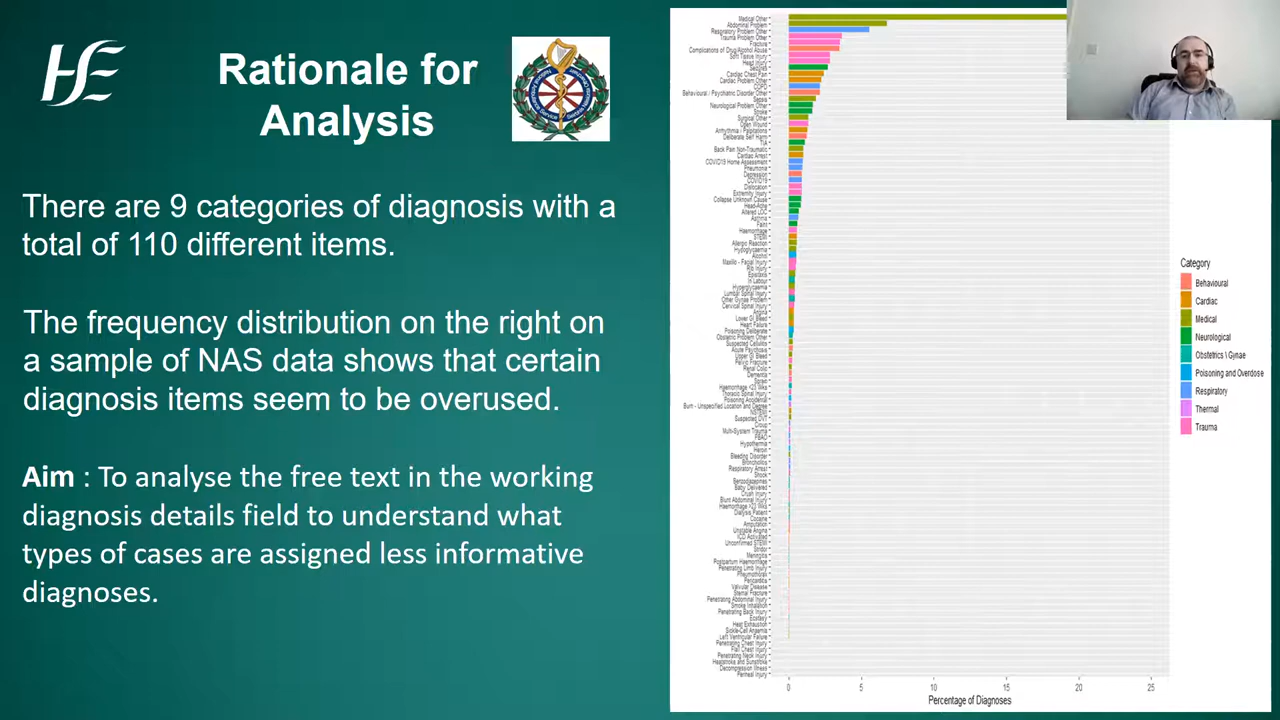 Rationale for
Analysis
There are 9 categories of diagnosis with a
total of 110 different items.
The frequency distribution on the right on
sample of NAS data shows that certain
diagnosis items seem to be overused.
Aim: To analyse the free text in the working
diagnosis details field to understand what
types of cases are assigned less informative
diagnoses.
Medical Other
Abdominal Problem
Respiratory Problem Other
Trauma Problem Other
Fracture
Complications of Drug/Alcohol Abuse
Soft Tissue Injury
Head Injury
Seizures
Cardiac Chest Pain
Cardiac Problem Other
COPD
Behavioural / Psychiatric Disorder Other
Sepsis
Neurological Problem Other
Stroke
Surgical Other
Open Wound
Arrhythmia / Palpitations
Deliberate Self Harm
TIA
Back Pain Non-Traumatic
Cardiac Arrest
COVID19 Home Assessment
Pneumonia
Depression
COVID19
Dislocation
Extremity Injury
Collapse Unknown Cause
Head-Ache
Altered LOC
Asthma
Faint
Haemorrhage
STEMI
Allergic Reaction
Hypoglycaemia
Alcohol
Maxillo - Facial Injury
Rib Injury
Epistaxis
In Labour
Hyperglycaemia
Lumbar Spinal Injury
Other Gynae Problem
Cervical Spinal Injury
Angina
Lower GI Bleed
Heart Failure
Poisoning Deliberate
Obstetric Problem Other
Suspected Cellulitis
Acute Psychosis
Upper GI Bleed
Pelvic Fracture
Renal Colic
Dementia
Sprain
Haemorrhage <23 Wks
Thoracic Spinal Injury
Poisoning Accidental
Burn - Unspecified Location and Degree
NSTEMI
Suspected DVT
Croup
Multi-System Trauma
FBAO
Hypothermia
Heroin
Bleeding Disorder
Bronchiolitis
Respiratory Arrest
Shock
Benzodiazepines
Baby Delivered
Crush Injury
Blunt Abdominal Injury
Haemorrhage >23 Wks
Dialysis Patient
Cocaine
Amputation
Unstable Angina
ICD Activated
Unconfirmed STEMI
Stridor
Meningitis
Postpartum Haemorrhage
Penetrating Limb Injury
Pneumothorax
Pericarditis
Valvular Disease
Sternal Fracture
Penetrating Abdominal Injury
Smoke Inhalation
Penetrating Back Injury
Ecstasy
Heat Exhaustion
Sickle-Cell Anaemia
Left Ventricular Failure
Penetrating Chest Injury
Flail Chest Injury
Penetrating Neck Injury
Heatstroke and Sunstroke
Decompression Illness
Perineal Injury
0 5 10 15 20 25
Percentage of Diagnoses
Category
Behavioural
Cardiac
Medical
Neurological
Obstetrics \ Gynae
Poisoning and Overdose
Respiratory
Thermal
Trauma